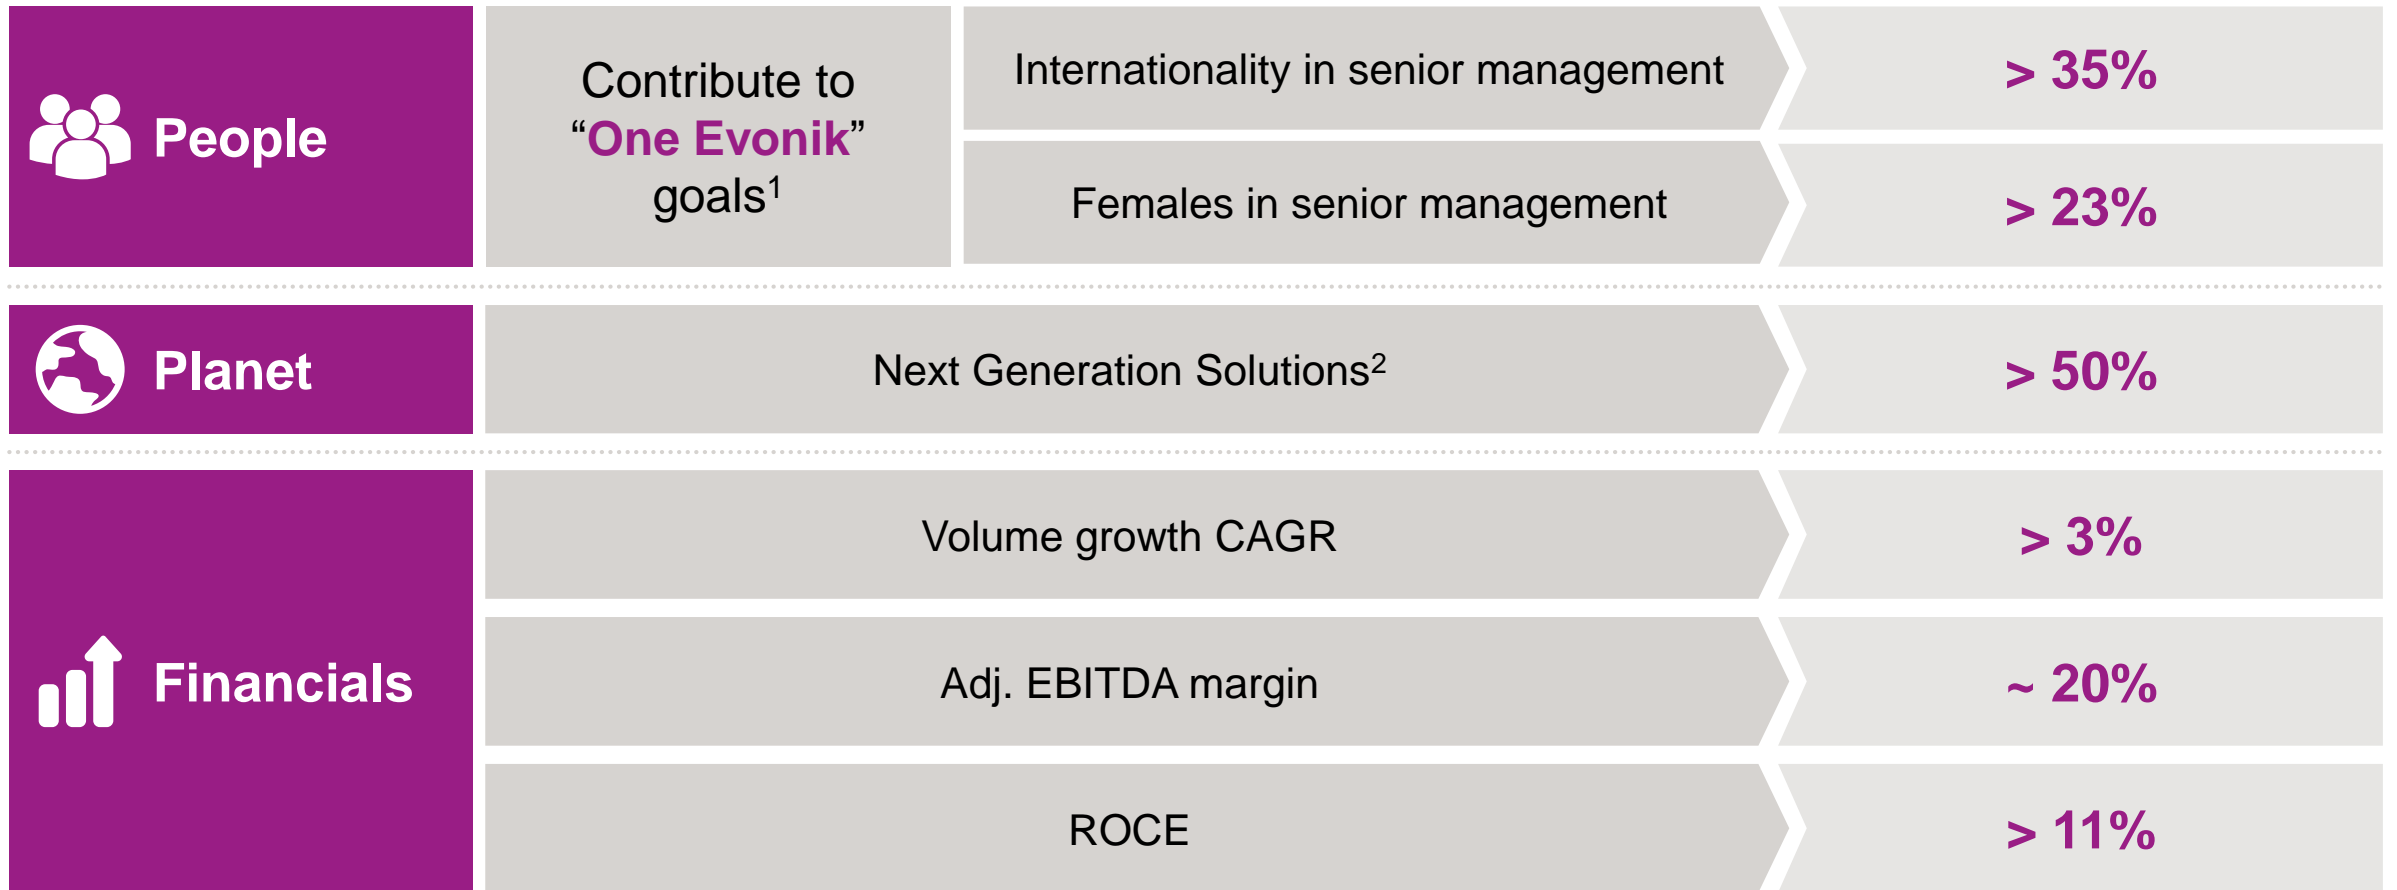 People
Contribute to
“One Evonik”
goals¹
Internationality in senior management
> 35%
Females in senior management
> 23%
Planet
Next Generation Solutions²
> 50%
Financials
Volume growth CAGR
> 3%
Adj. EBITDA margin
~ 20%
ROCE
> 11%